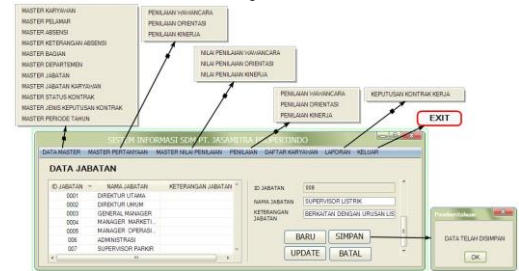 MASTER KARYAWAN
MASTER PELAMAR
MASTER ABSENSI
MASTER KETERANGAN ABSENSI
MASTER BAGIAN
MASTER DEPARTEMEN
MASTER JABATAN
MASTER JABATAN KARYAWAN
MASTER STATUS KONTRAK
MASTER JENIS KEPUTUSAN KONTRAK
MASTER PERIODE TAHUN
PENILAIAN WAWANCARA
PENILAIAN ORIENTASI
PENILAIAN KINERJA
NILAI PENILAIAN WAWANCARA
NILAI PENILAIAN ORIENTASI
NILAI PENILAIAN KINERJA
PENILAIAN WAWANCARA
PENILAIAN ORIENTASI
PENILAIAN KINERJA
KEPUTUSAN KONTRAK KERJA
EXIT
SISTEM INFORMASI SDM PT. JASAMITRA PROPERTINDO
DATA MASTER MASTER PERTANYAAN MASTER NILAI PENILAIAN PENILAIAN DAFTAR KARYAWAN LAPORAN KELUAR
DATA JABATAN
ID JABATAN NAMA JABATAN KETERANGAN JABATAN
0001 DIREKTUR UTAMA
0002 DIREKTUR UMUM
0003 GENERAL MANAGER
0004 MANAGER MARKETI...
0005 MANAGER OPERASI...
006 ADMINISTRASI
007 SUPERVISOR PARKIR
ID JABATAN 008
NAMA JABATAN SUPERVISOR LISTRIK
KETERANGAN JABATAN BERKAITAN DENGAN URUSAN LIS
BARU SIMPAN
UPDATE BATAL
Pemberitahuan
DATA TELAH DISIMPAN
OK